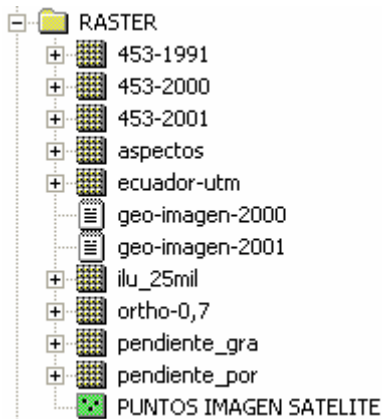 RASTER
453-1991
453-2000
453-2001
aspectos
ecuador-utm
geo-imagen-2000
geo-imagen-2001
ilu_25mil
ortho-0,7
pendiente_gra
pendiente_por
PUNTOS IMAGEN SATELITE